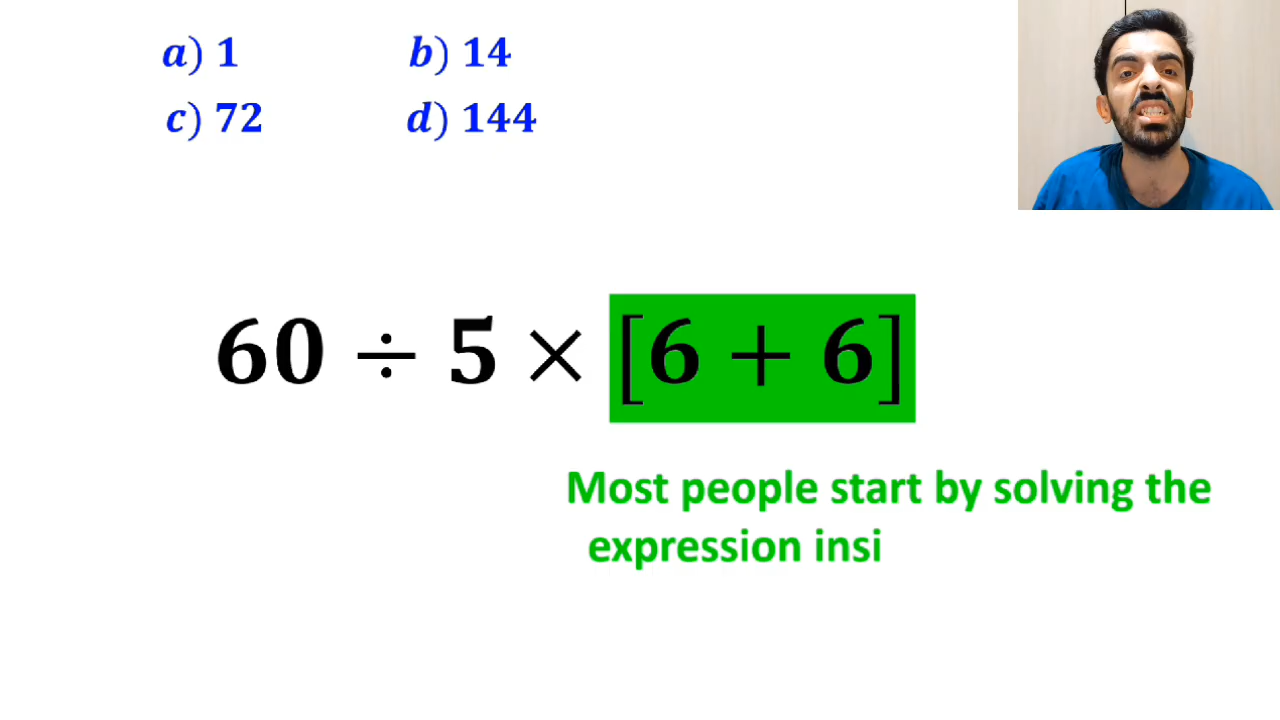 a) 1 b) 14
c) 72 d) 144
60 ÷ 5 × [6 + 6]
Most people start by solving the
expression insi